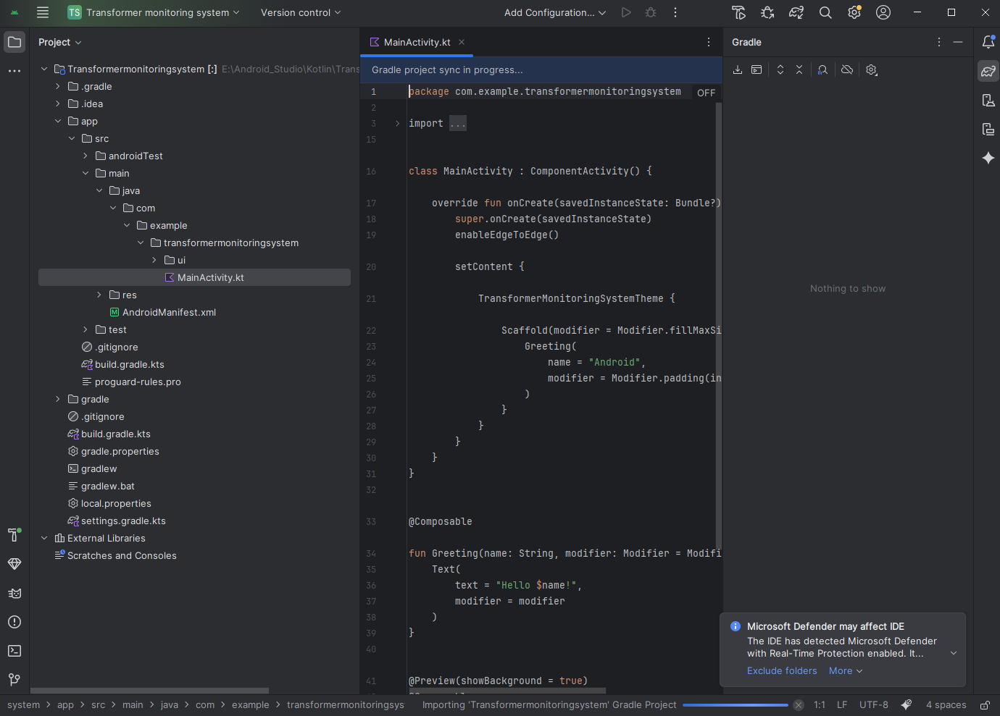 TS Transformer monitoring system Version control Add Configuration...
Project
Transformermonitoringsystem [:] E:\Android_Studio\Kotlin\Trans
.gradle
.idea
app
src
androidTest
main
java
com
example
transformermonitoringsystem
ui
MainActivity.kt
res
AndroidManifest.xml
test
.gitignore
build.gradle.kts
proguard-rules.pro
gradle
.gitignore
build.gradle.kts
gradle.properties
gradlew
gradlew.bat
local.properties
settings.gradle.kts
External Libraries
Scratches and Consoles
MainActivity.kt
Gradle project sync in progress...
OFF
1 package com.example.transformermonitoringsystem
2
3 import ...
15
16 class MainActivity : ComponentActivity() {
17 override fun onCreate(savedInstanceState: Bundle?)
18 super.onCreate(savedInstanceState)
19 enableEdgeToEdge()
20 setContent {
21 TransformerMonitoringSystemTheme {
22 Scaffold(modifier = Modifier.fillMaxSi
23 Greeting(
24 name = "Android",
25 modifier = Modifier.padding(in
26 )
27 }
28 }
29 }
30 }
31 }
32
33 @Composable
34 fun Greeting(name: String, modifier: Modifier = Modifi
35 Text(
36 text = "Hello $name!",
37 modifier = modifier
38 )
39 }
40
41 @Preview(showBackground = true)
Gradle
Nothing to show
Microsoft Defender may affect IDE
The IDE has detected Microsoft Defender
with Real-Time Protection enabled. It...
Exclude folders More
system > app > src > main > java > com > example > transformermonitoringsys Importing 'Transformermonitoringsystem' Gradle Project 1:1 LF UTF-8 4 spaces